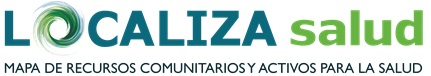 LOCALIZA salud
MAPA DE RECURSOS COMUNITARIOS Y ACTIVOS PARA LA SALUD